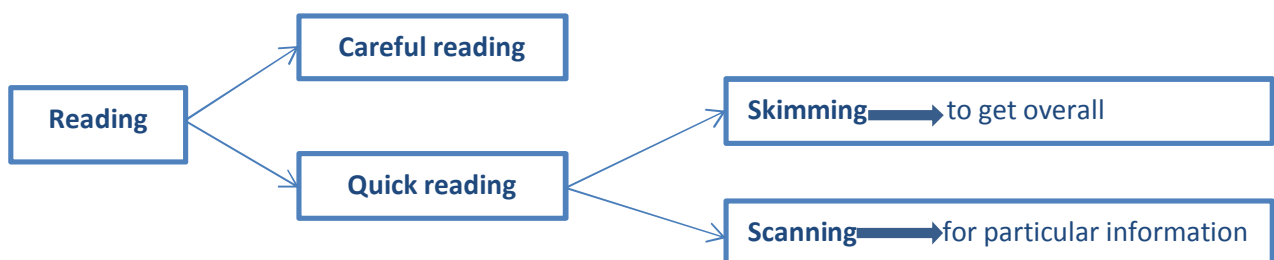 Reading
Careful reading
Quick reading
Skimming to get overall
Scanning for particular information